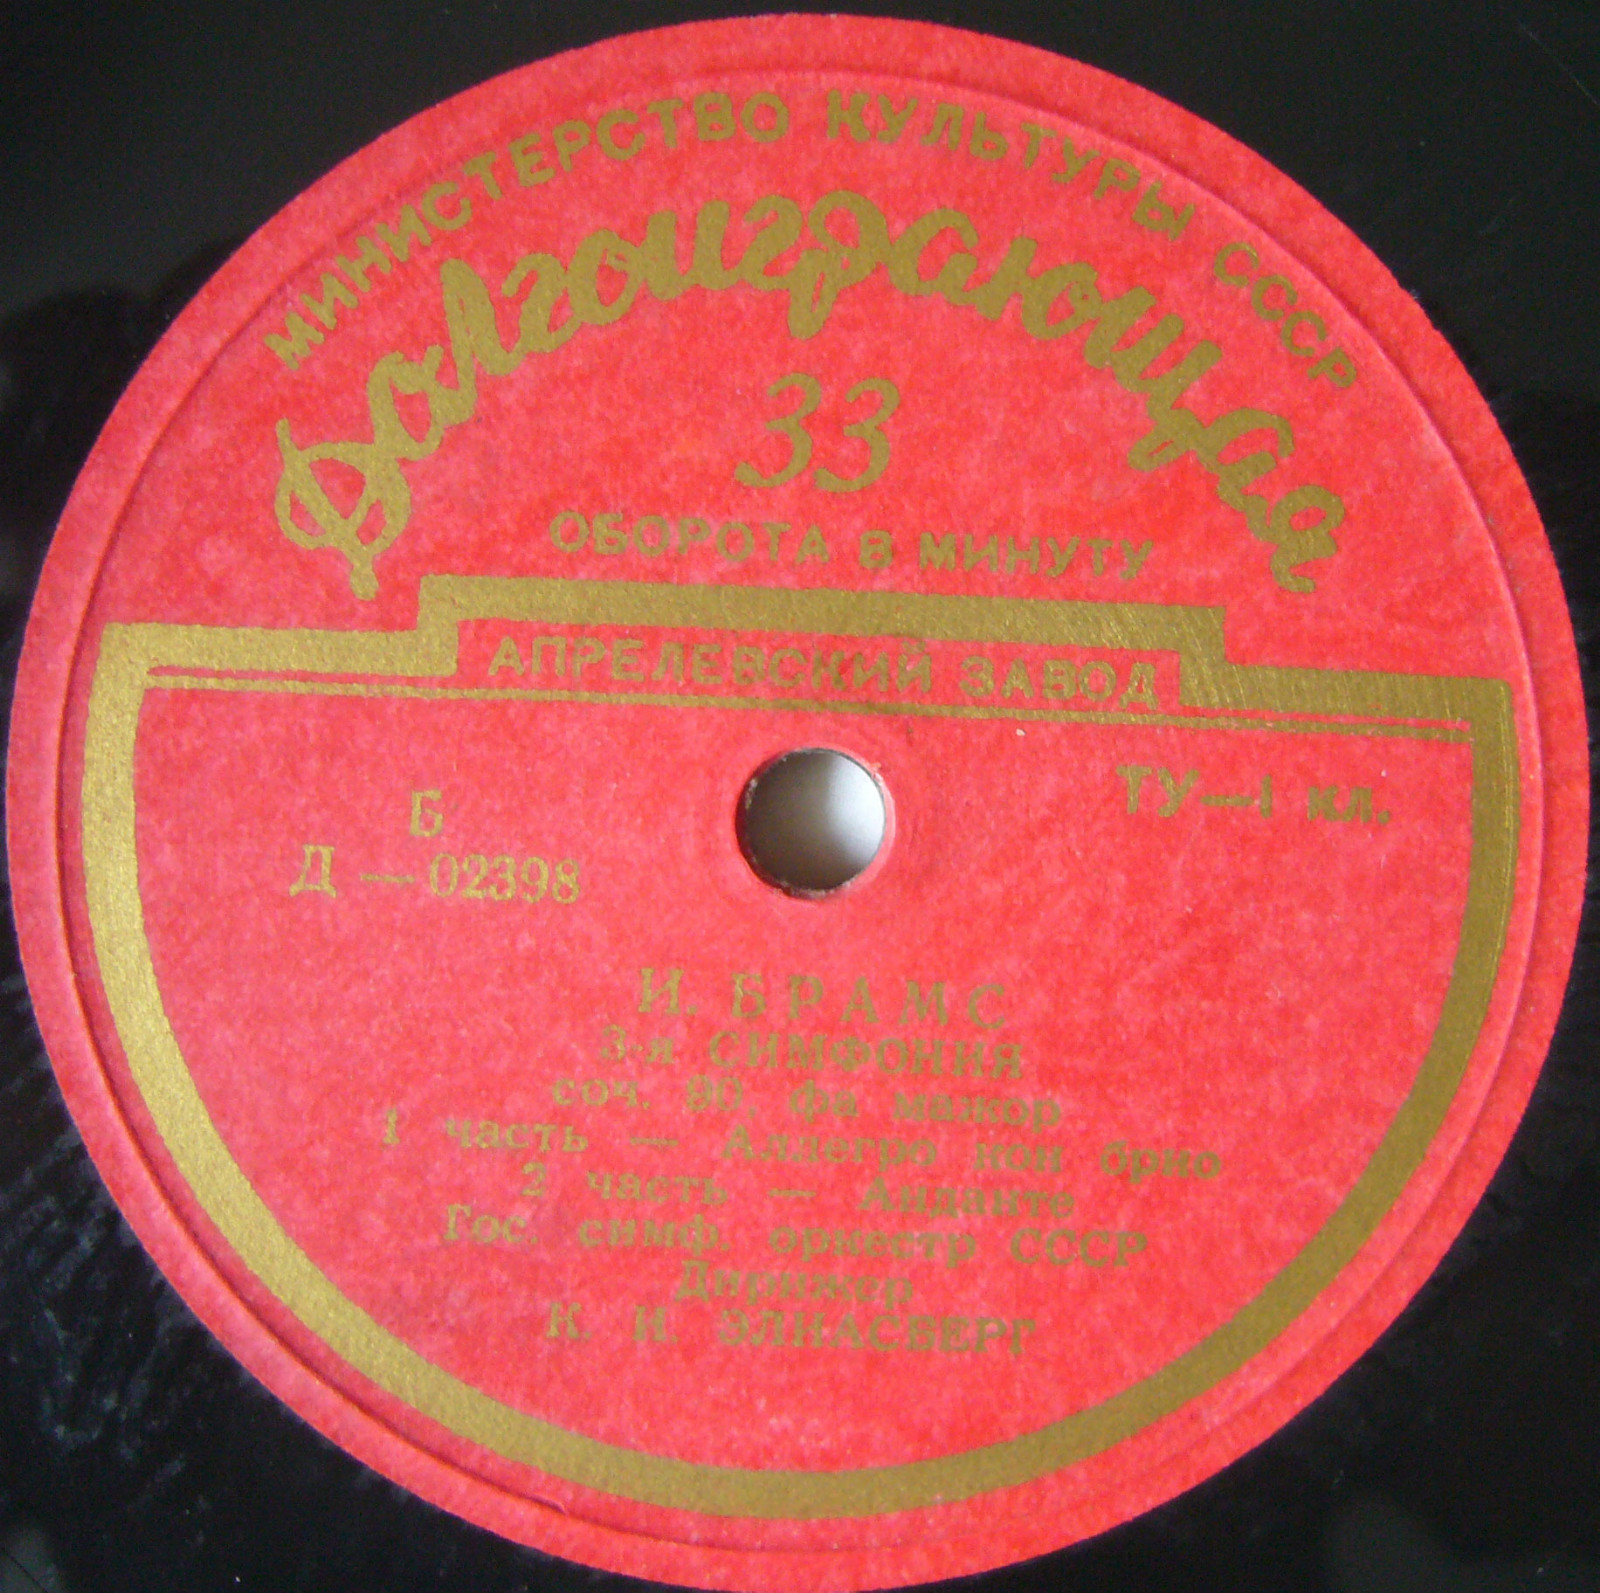 МИНИСТЕРСТВО КУЛЬТУРЫ СССР
Долгоиграющая
33
ОБОРОТА В МИНУТУ
АПРЕЛЕВСКИЙ ЗАВОД
ТУ—1 кл.
Б
Д — 02398
И. БРАМС
3-я СИМФОНИЯ
соч. 90, фа мажор
1 часть — Аллегро кон брио
2 часть — Анданте
Гос. симф. оркестр СССР
Дирижер
К. И. ЭЛИАСБЕРГ